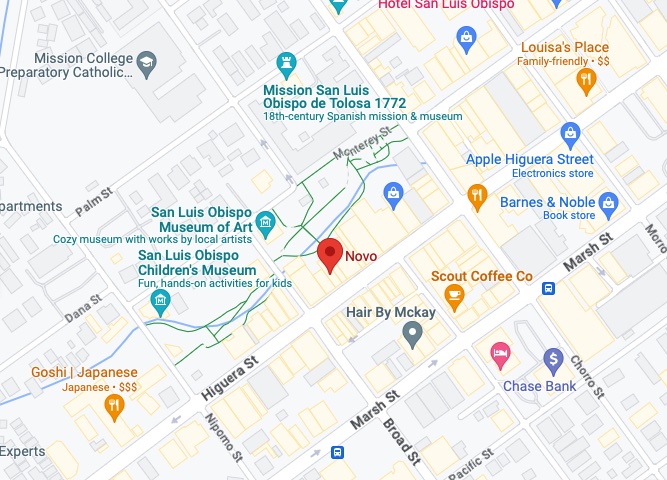 Hotel San Luis Obispo
Mission College
Preparatory Catholic...
Louisa's Place
Family-friendly • $$
Mission San Luis
Obispo de Tolosa 1772
18th-century Spanish mission & museum
Monterey St
Apple Higuera Street
Electronics store
Palm St
partments
Barnes & Noble
Book store
San Luis Obispo
Museum of Art
Cozy museum with works by local artists
Marsh St
Morro
San Luis Obispo
Children's Museum
Fun, hands-on activities for kids
Novo
Scout Coffee Co
Dana St
Hair By Mckay
Goshi | Japanese
Japanese • $$$
Higuera St
Chase Bank
Chorro St
Marsh St
Nipomo St
Broad St
Experts
Pacific St